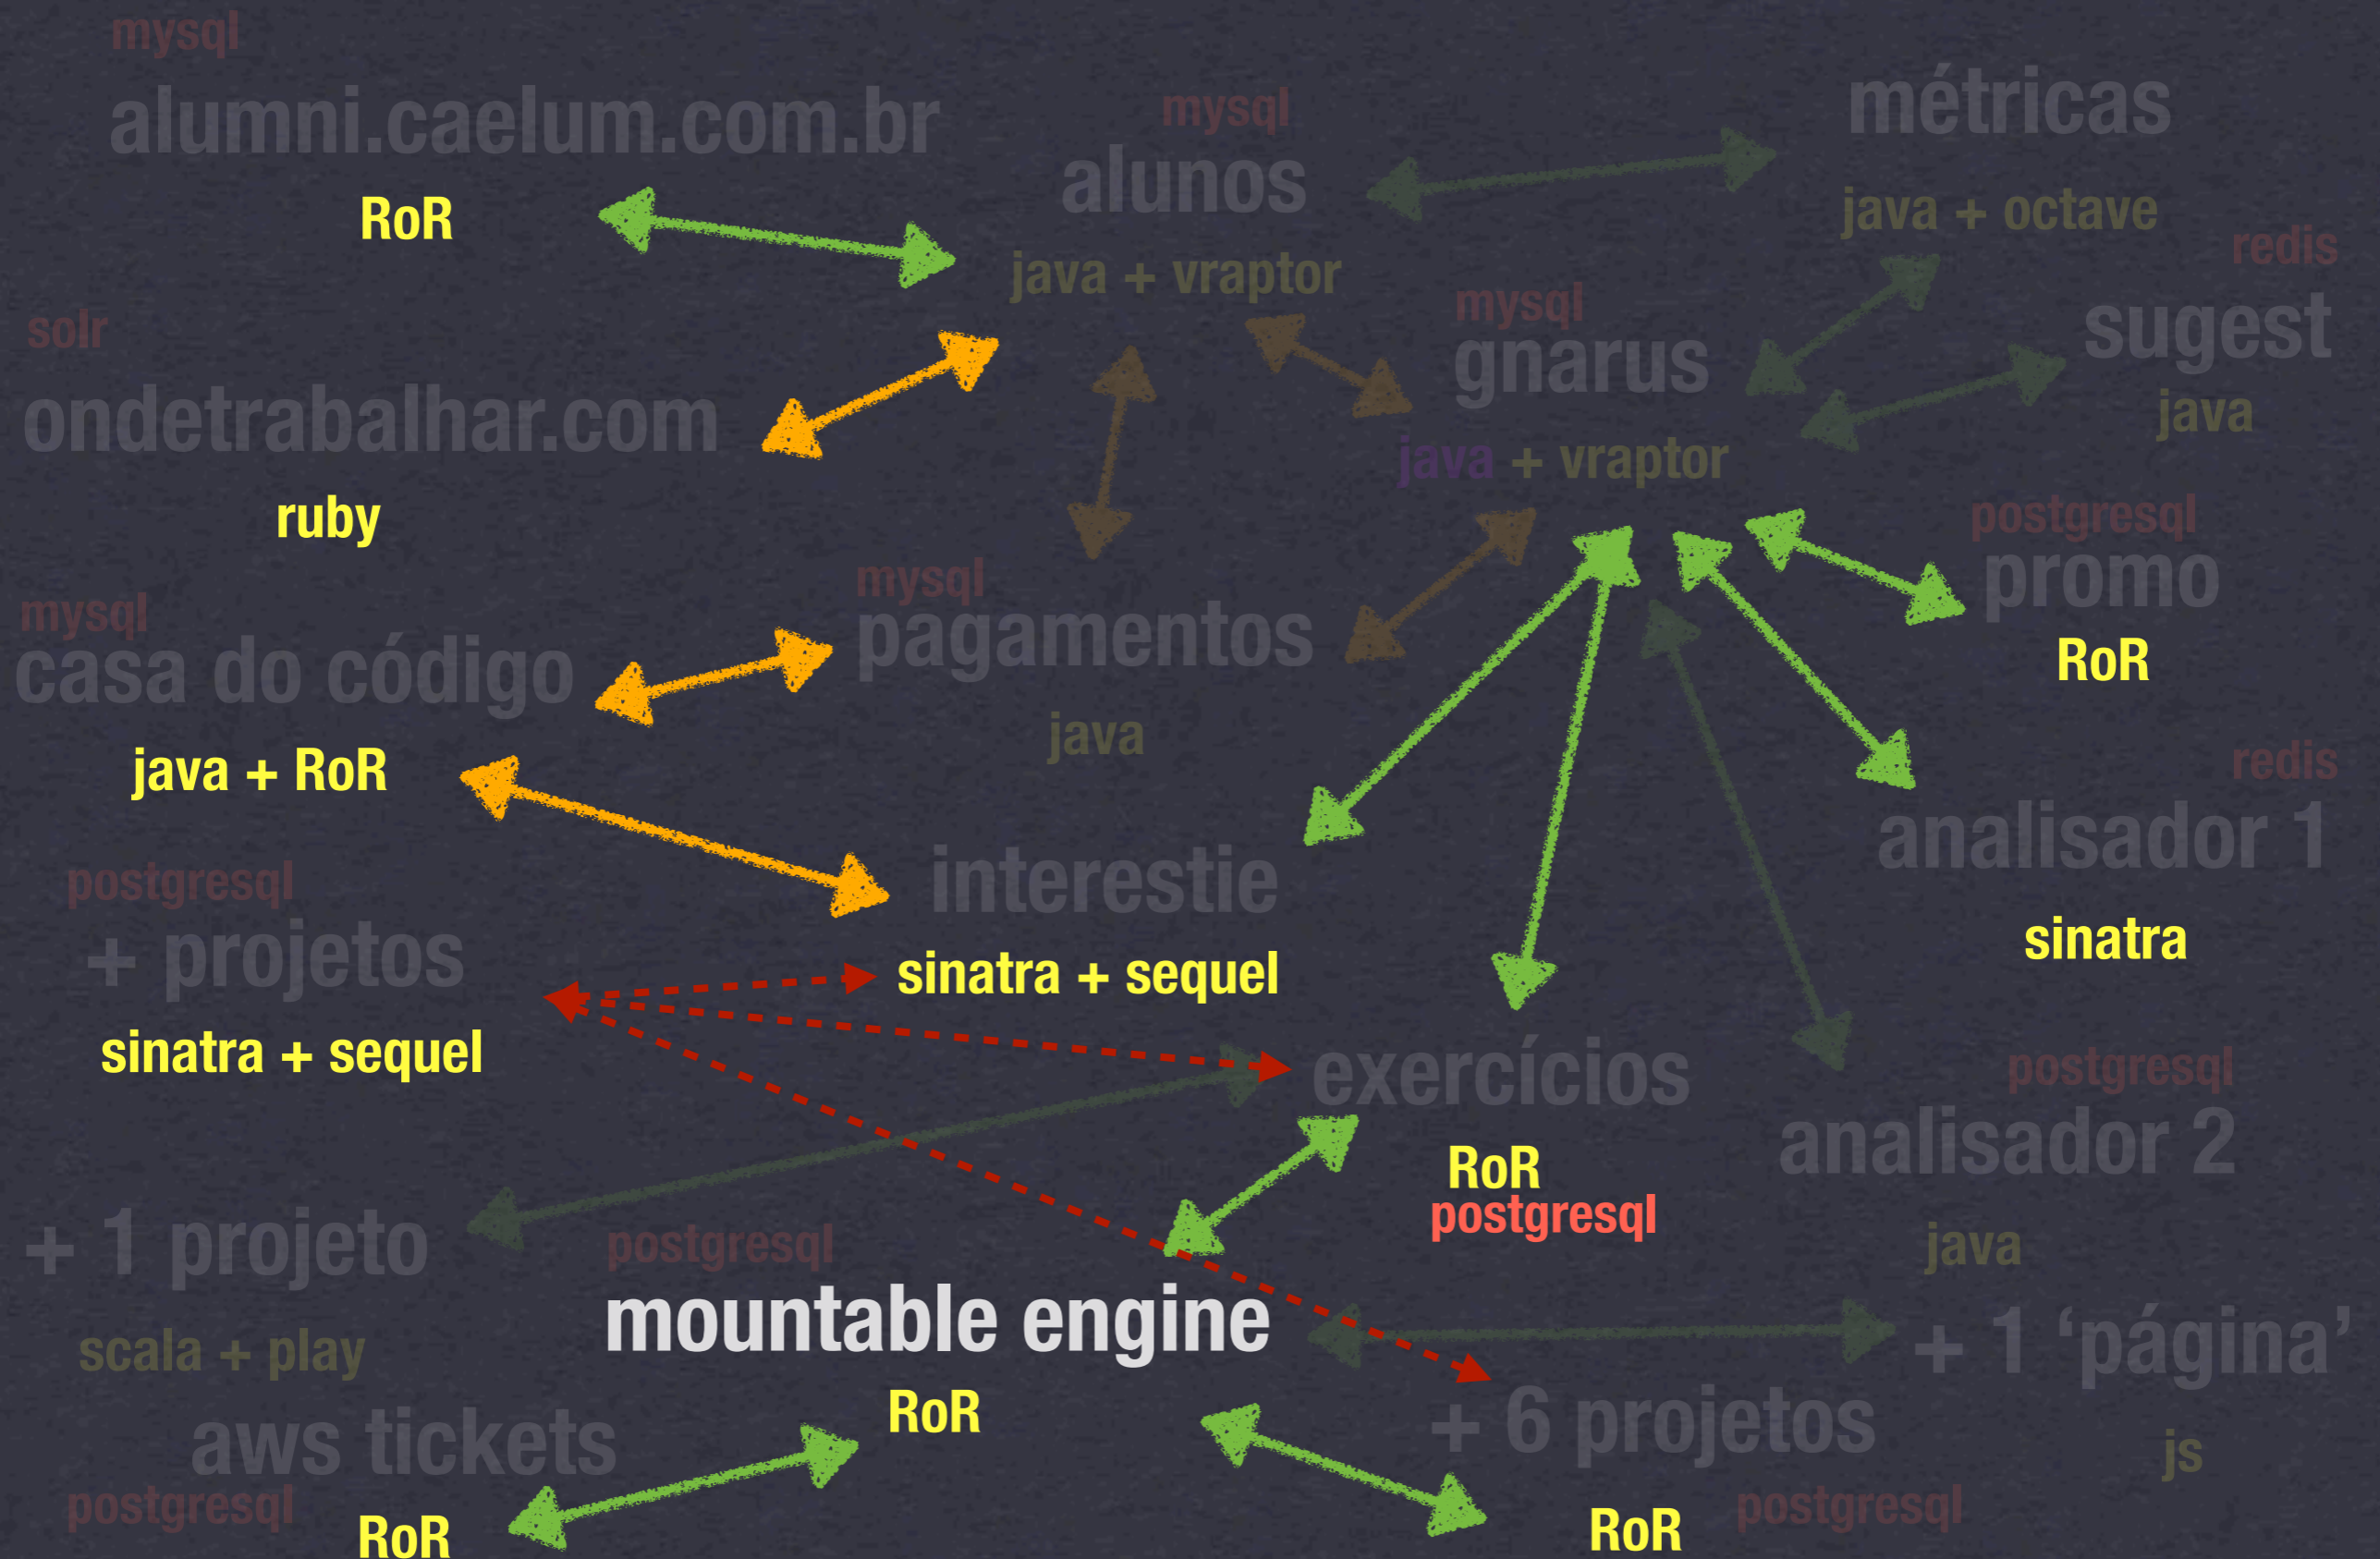 mysql
alumni.caelum.com.br
RoR
mysql
alunos
java + vraptor
métricas
java + octave
redis
sugest
java
solr
ondetrabalhar.com
ruby
mysql
gnarus
java + vraptor
postgresql
promo
RoR
mysql
casa do código
java + RoR
mysql
pagamentos
java
redis
analisador 1
sinatra
postgresql
+ projetos
sinatra + sequel
interestie
sinatra + sequel
exercícios
RoR
postgresql
postgresql
analisador 2
java
+ 1 projeto
scala + play
postgresql
mountable engine
RoR
+ 1 ‘página’
js
aws tickets
postgresql
RoR
+ 6 projetos
postgresql
RoR